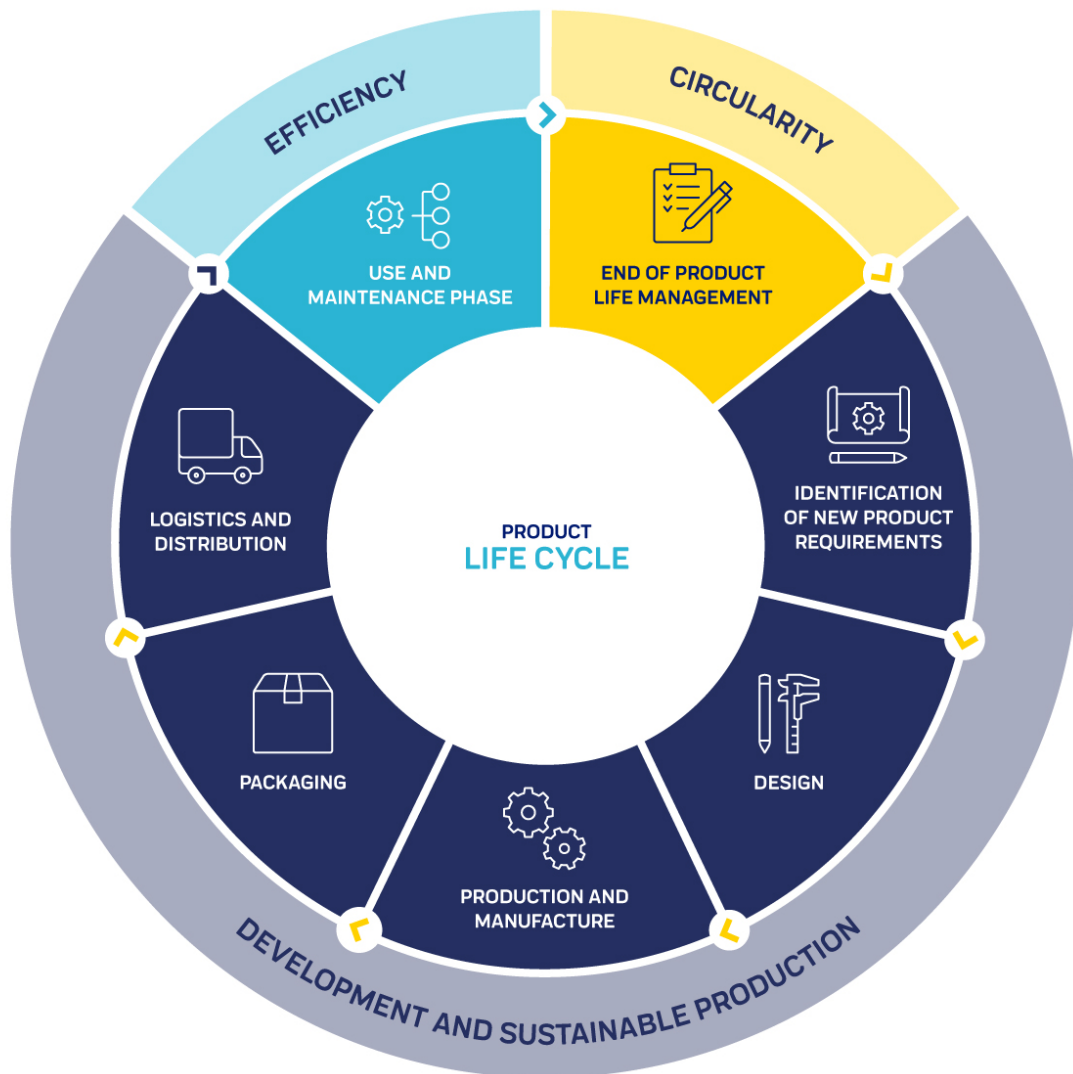 EFFICIENCY
CIRCULARITY
USE AND
MAINTENANCE PHASE
END OF PRODUCT
LIFE MANAGEMENT
IDENTIFICATION
OF NEW PRODUCT
REQUIREMENTS
LOGISTICS AND
DISTRIBUTION
PRODUCT
LIFE CYCLE
PACKAGING
DESIGN
PRODUCTION AND
MANUFACTURE
DEVELOPMENT AND SUSTAINABLE PRODUCTION